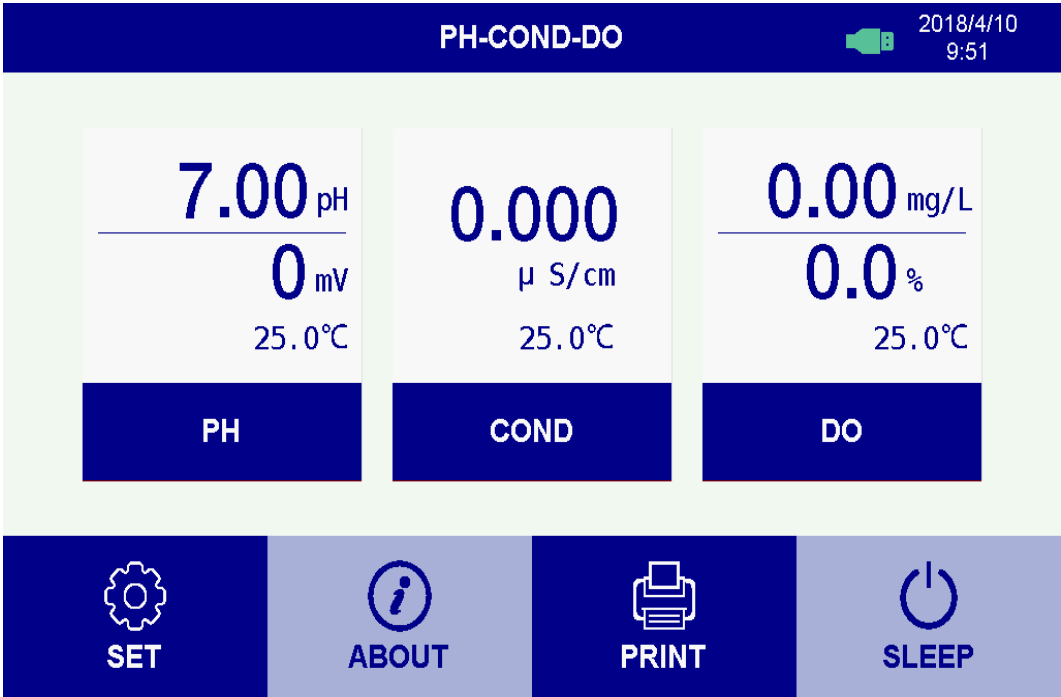 PH-COND-DO
2018/4/10
9:51
7.00 pH
0 mV
25.0℃
PH
0.000
μ S/cm
25.0℃
COND
0.00 mg/L
0.0 %
25.0℃
DO
SET
ABOUT
PRINT
SLEEP